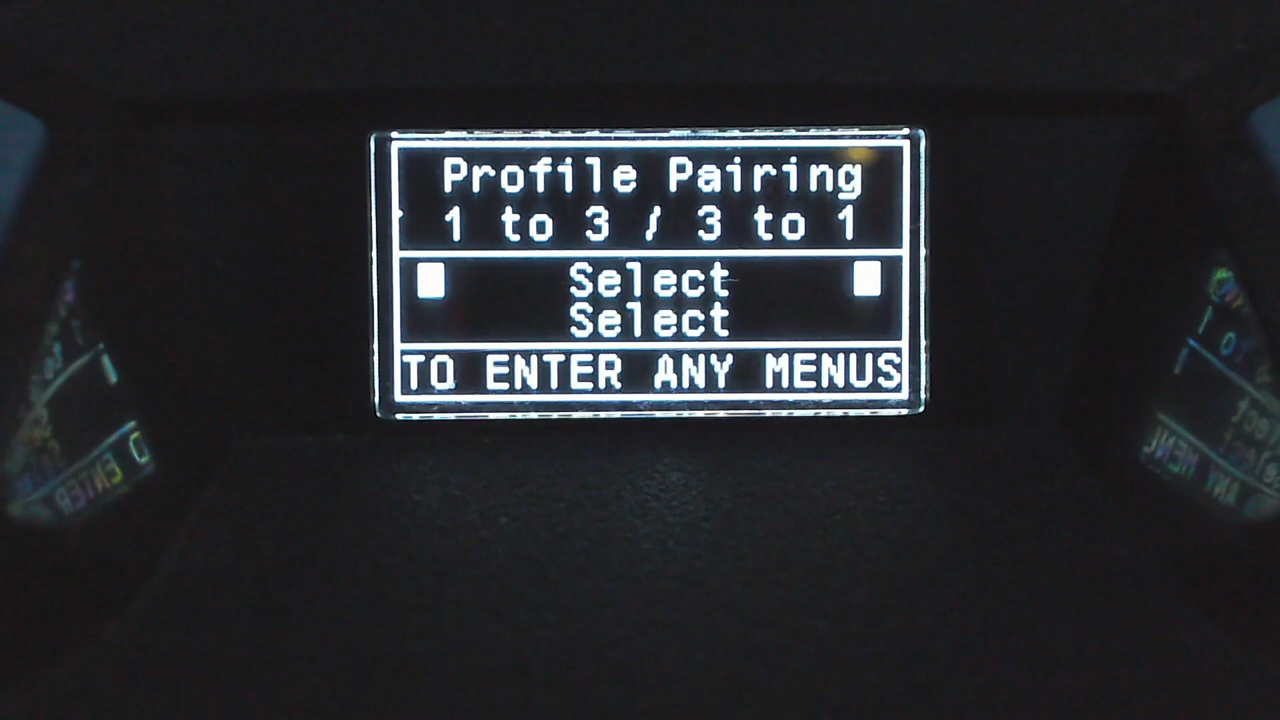 Profile Pairing
1 to 3 / 3 to 1
Select
Select
TO ENTER ANY MENUS